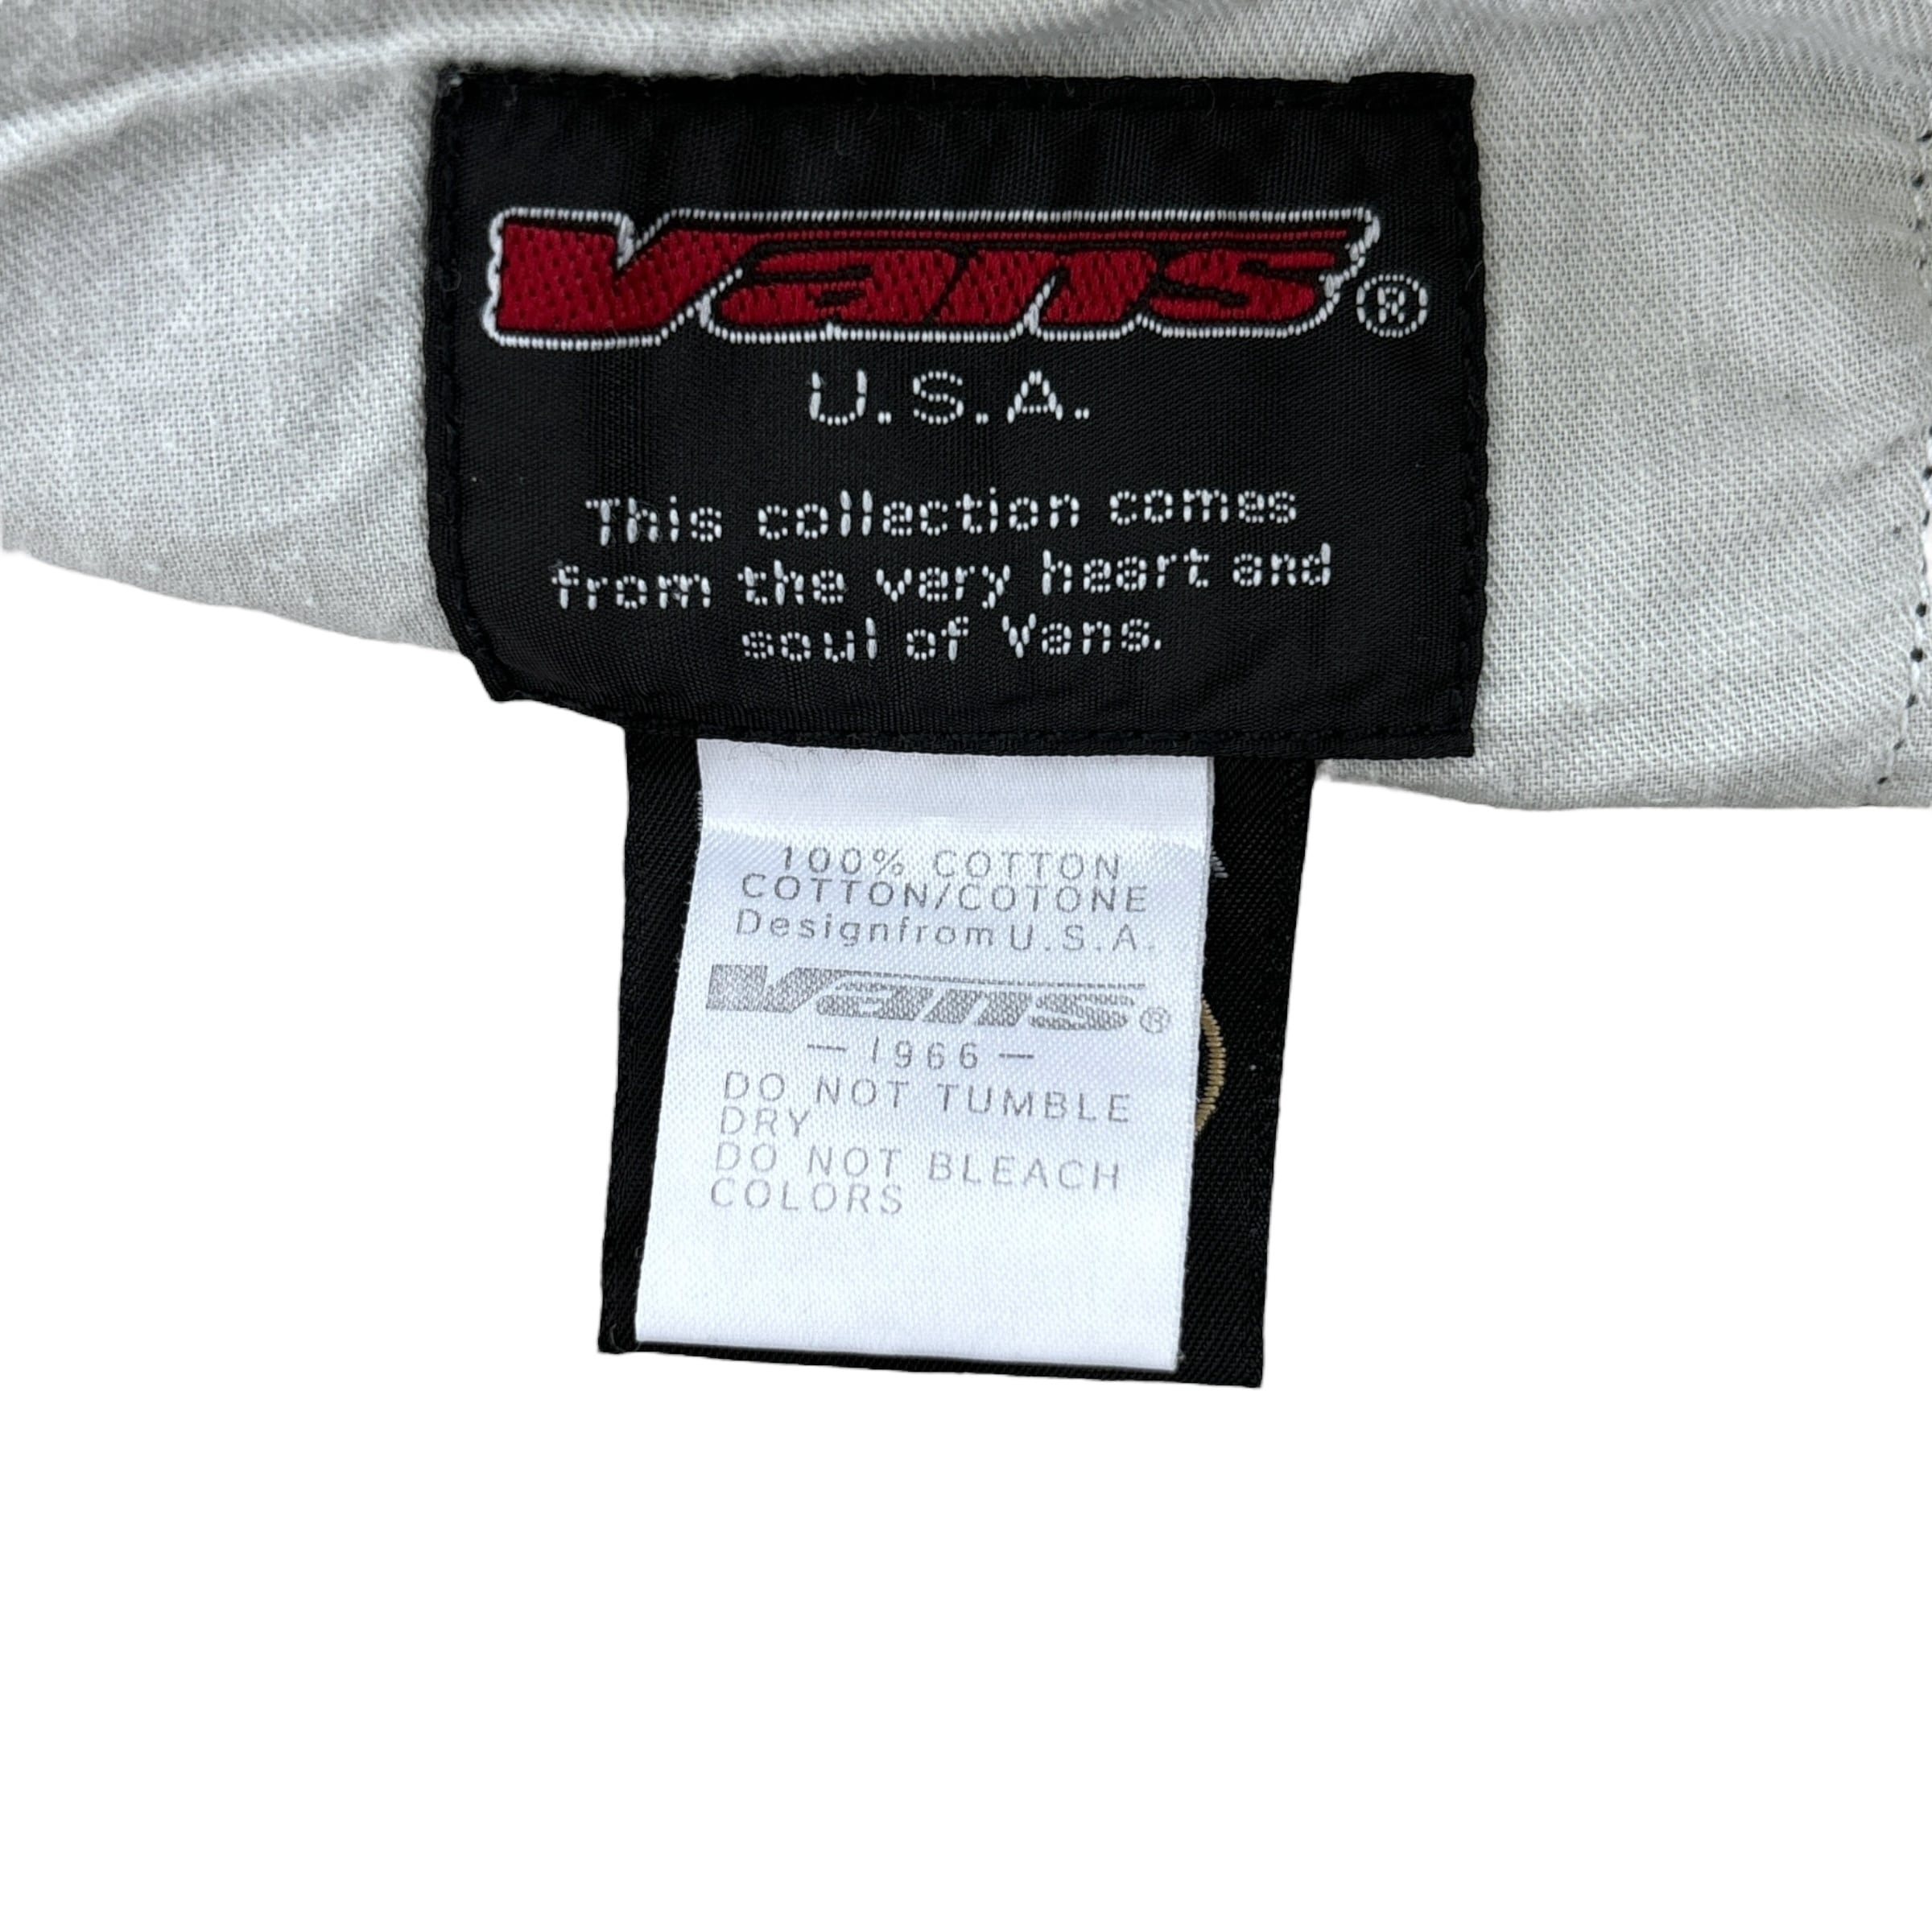 Vans®
U.S.A.
This collection comes
from the very heart and
soul of Vans.
100% COTTON
COTTON/COTONE
DesignfromU.S.A.
Vans®
—1966—
DO NOT TUMBLE
DRY
DO NOT BLEACH
COLORS